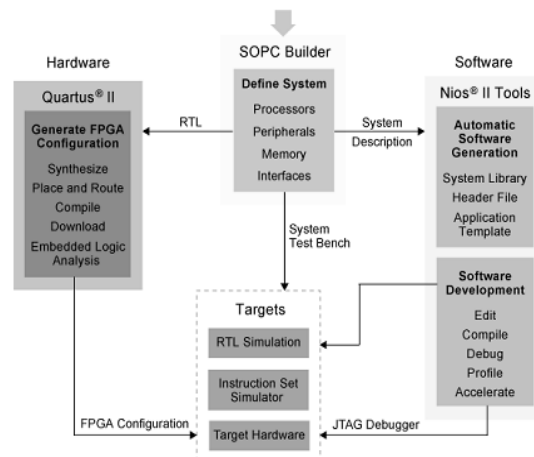 SOPC Builder
Define System
Processors
Peripherals
Memory
Interfaces
Hardware
Quartus® II
Generate FPGA
Configuration
Synthesize
Place and Route
Compile
Download
Embedded Logic
Analysis
RTL
System
Description
Software
Nios® II Tools
Automatic
Software
Generation
System Library
Header File
Application
Template
Software
Development
Edit
Compile
Debug
Profile
Accelerate
System
Test Bench
Targets
RTL Simulation
Instruction Set
Simulator
Target Hardware
FPGA Configuration
JTAG Debugger